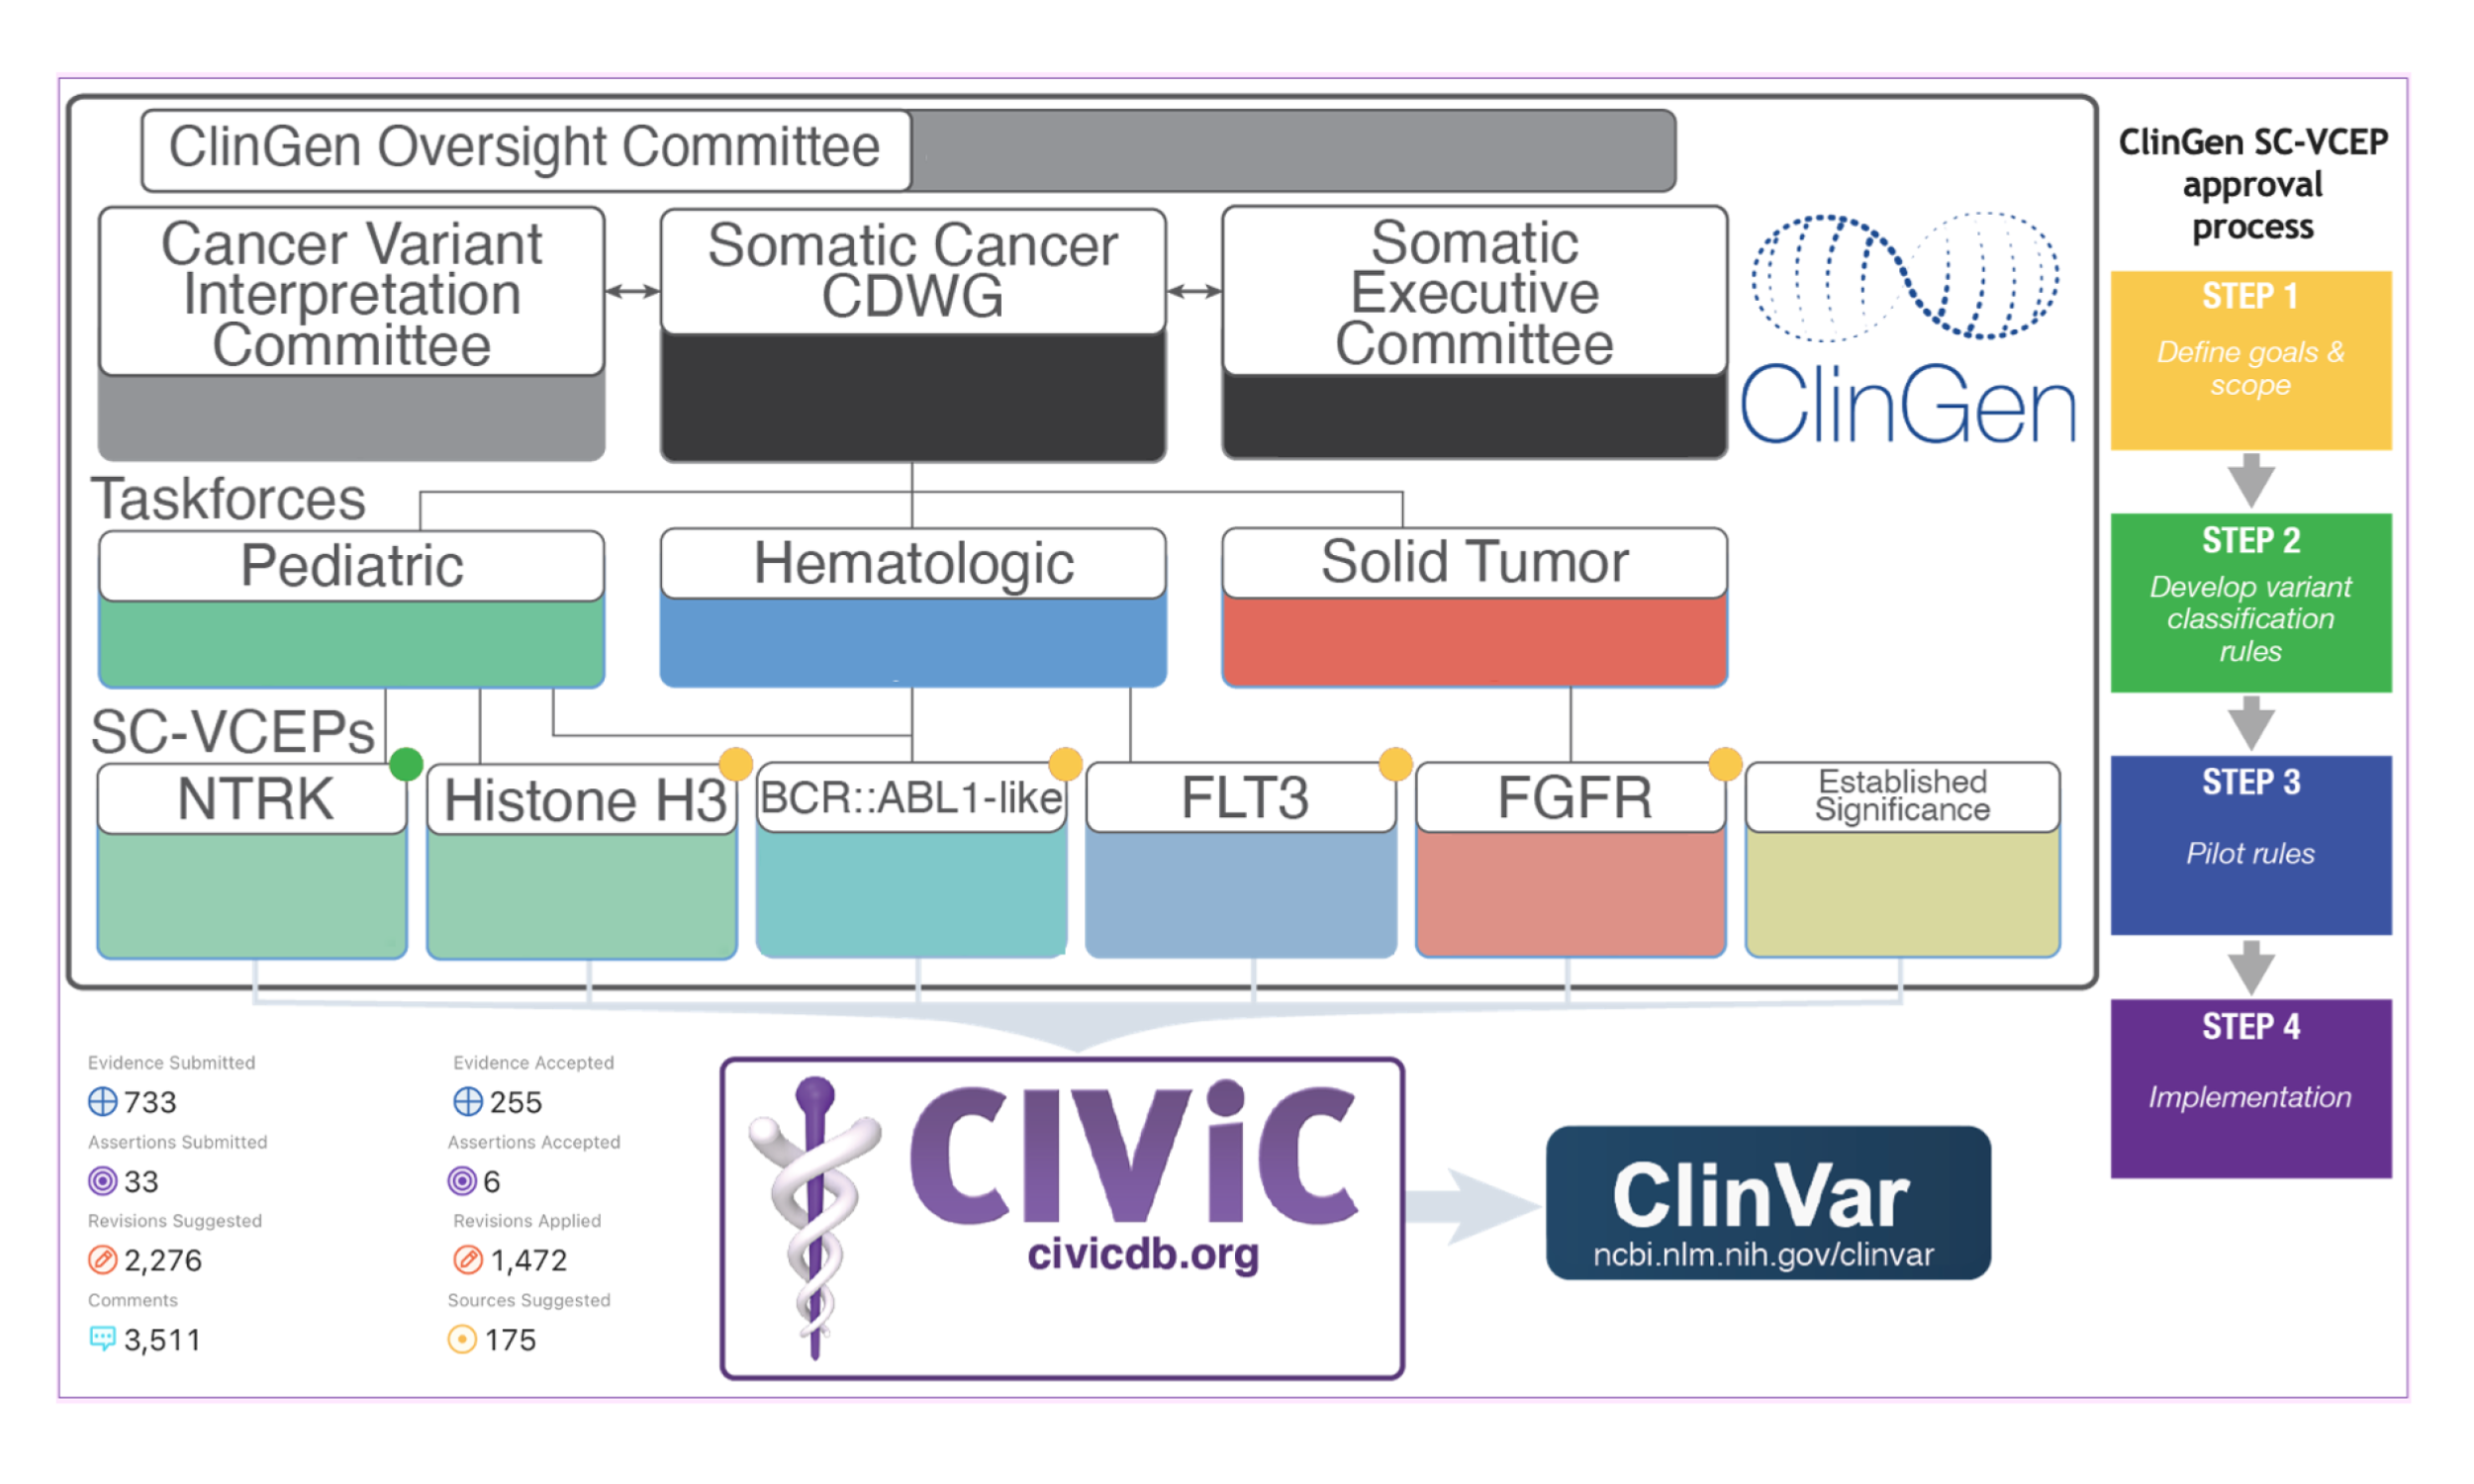 ClinGen Oversight Committee
Cancer Variant
Interpretation
Committee
Somatic Cancer
CDWG
Somatic
Executive
Committee
ClinGen
Taskforces
Pediatric
Hematologic
Solid Tumor
SC-VCEPs
NTRK
Histone H3
BCR::ABL1-like
FLT3
FGFR
Established
Significance
ClinGen SC-VCEP
approval
process
STEP 1
Define goals &
scope
STEP 2
Develop variant
classification
rules
STEP 3
Pilot rules
STEP 4
Implementation
Evidence Submitted
733
Evidence Accepted
255
Assertions Submitted
33
Assertions Accepted
6
Revisions Suggested
2,276
Revisions Applied
1,472
Comments
3,511
Sources Suggested
175
CIViC
civicdb.org
ClinVar
ncbi.nlm.nih.gov/clinvar